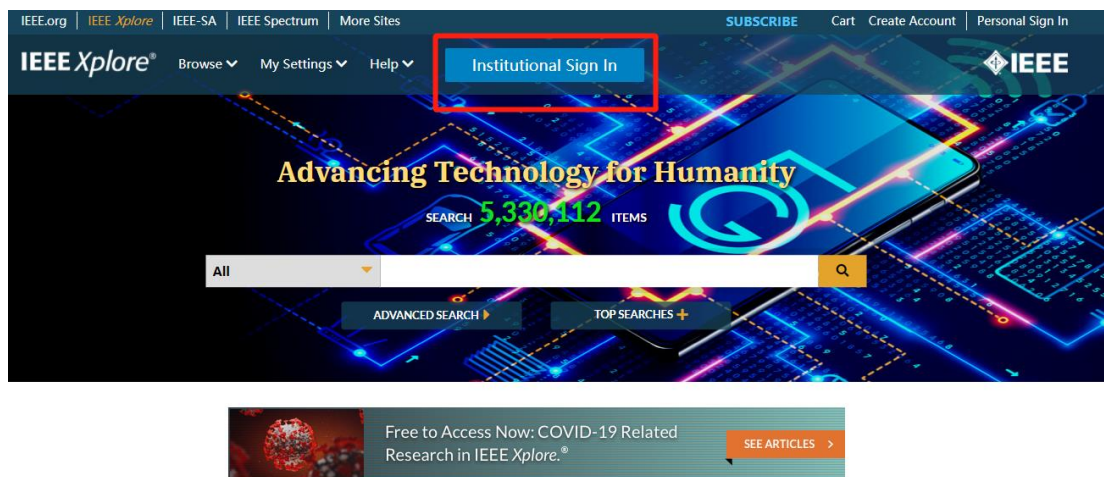 IEEE.org | IEEE Xplore | IEEE-SA | IEEE Spectrum | More Sites SUBSCRIBE Cart Create Account | Personal Sign In
IEEE Xplore® Browse My Settings Help Institutional Sign In IEEE
Advancing Technology for Humanity
SEARCH 5,330,112 ITEMS
All
ADVANCED SEARCH TOP SEARCHES +
Free to Access Now: COVID-19 Related
Research in IEEE Xplore.®
SEE ARTICLES >